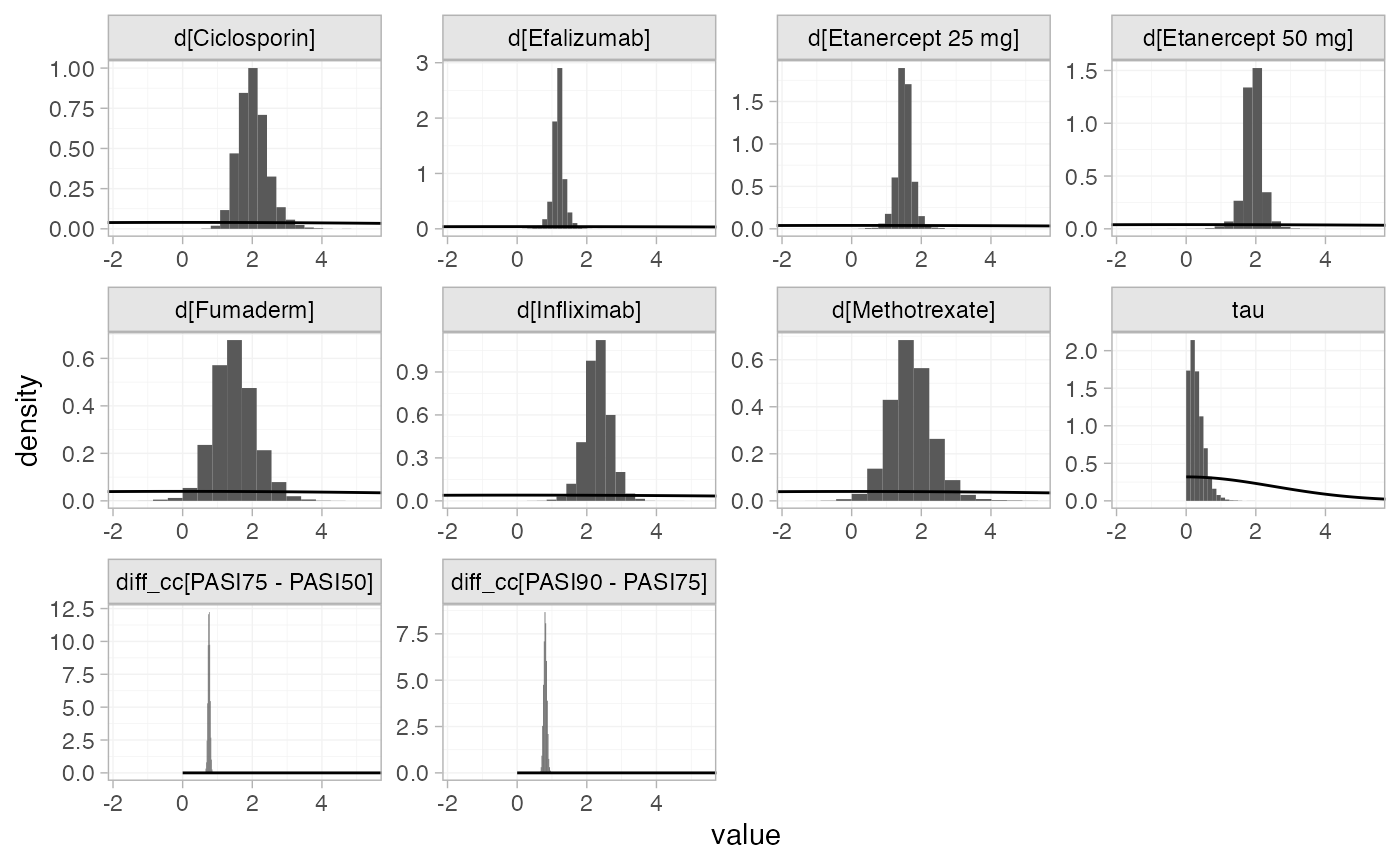 d[Ciclosporin] d[Efalizumab] d[Etanercept 25 mg] d[Etanercept 50 mg]
1.00 0.75 0.50 0.25 0.00
3 2 1 0
1.5 1.0 0.5 0.0
1.5 1.0 0.5 0.0
-2 0 2 4 -2 0 2 4 -2 0 2 4 -2 0 2 4
d[Fumaderm] d[Infliximab] d[Methotrexate] tau
density
0.6 0.4 0.2 0.0
0.9 0.6 0.3 0.0
0.6 0.4 0.2 0.0
2.0 1.5 1.0 0.5 0.0
-2 0 2 4 -2 0 2 4 -2 0 2 4 -2 0 2 4
diff_cc[PASI75 - PASI50] diff_cc[PASI90 - PASI75]
12.5 10.0 7.5 5.0 2.5 0.0
7.5 5.0 2.5 0.0
-2 0 2 4 -2 0 2 4
value